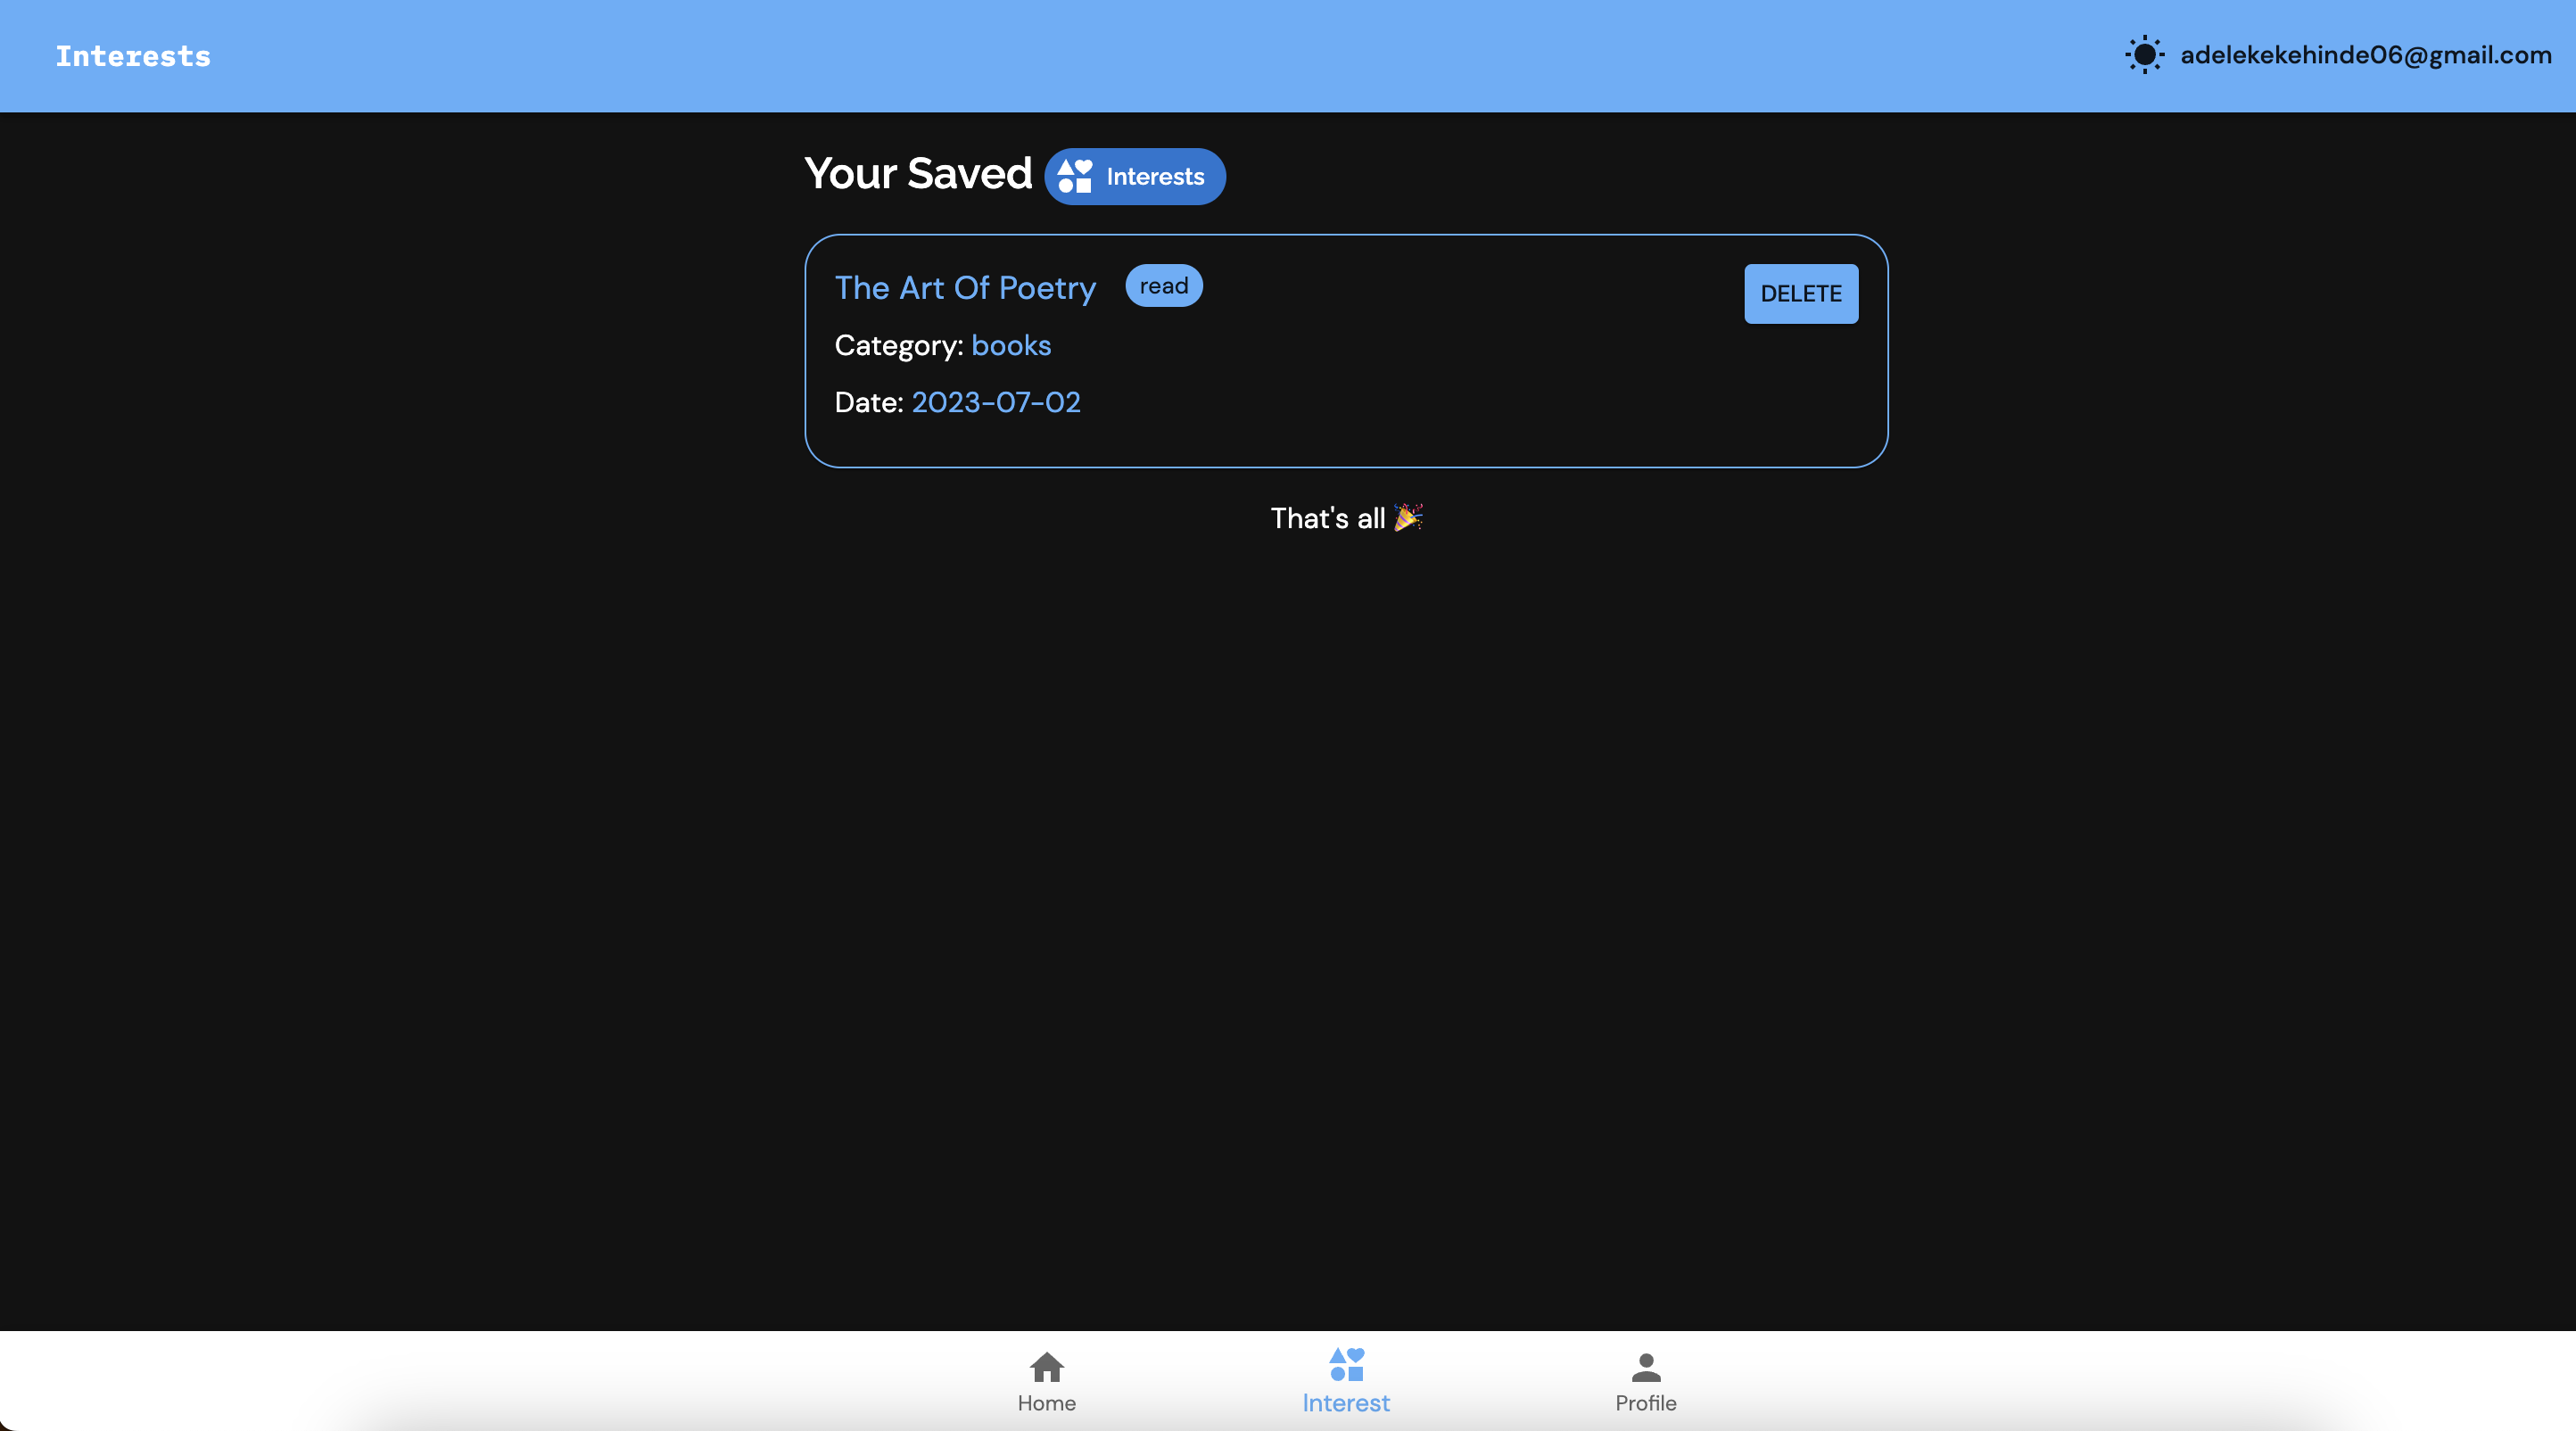 Interests
adelekekehinde06@gmail.com
Your Saved Interests
The Art Of Poetry read
DELETE
Category: books
Date: 2023-07-02
That's all 🎉
Home
Interest
Profile